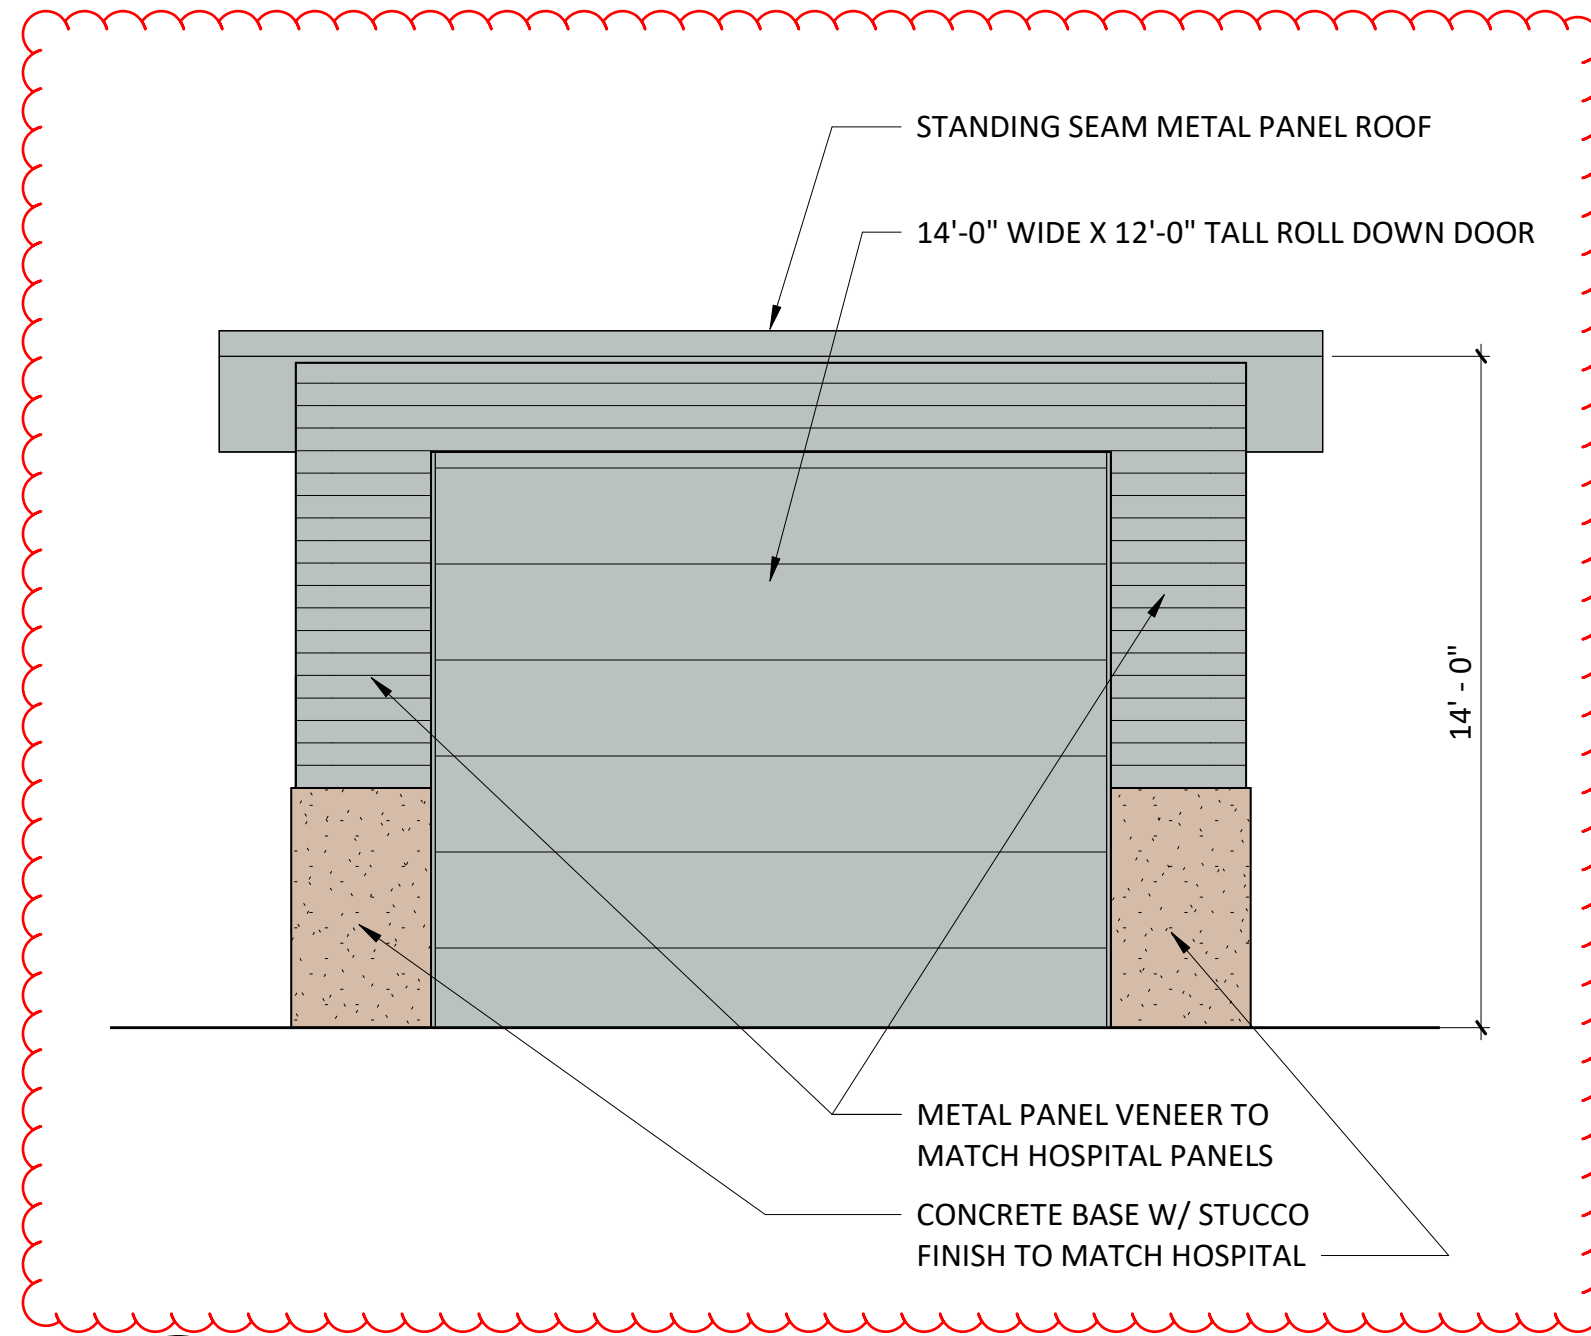 STANDING SEAM METAL PANEL ROOF
14'-0" WIDE X 12'-0" TALL ROLL DOWN DOOR
14' - 0"
METAL PANEL VENEER TO
MATCH HOSPITAL PANELS
CONCRETE BASE W/ STUCCO
FINISH TO MATCH HOSPITAL